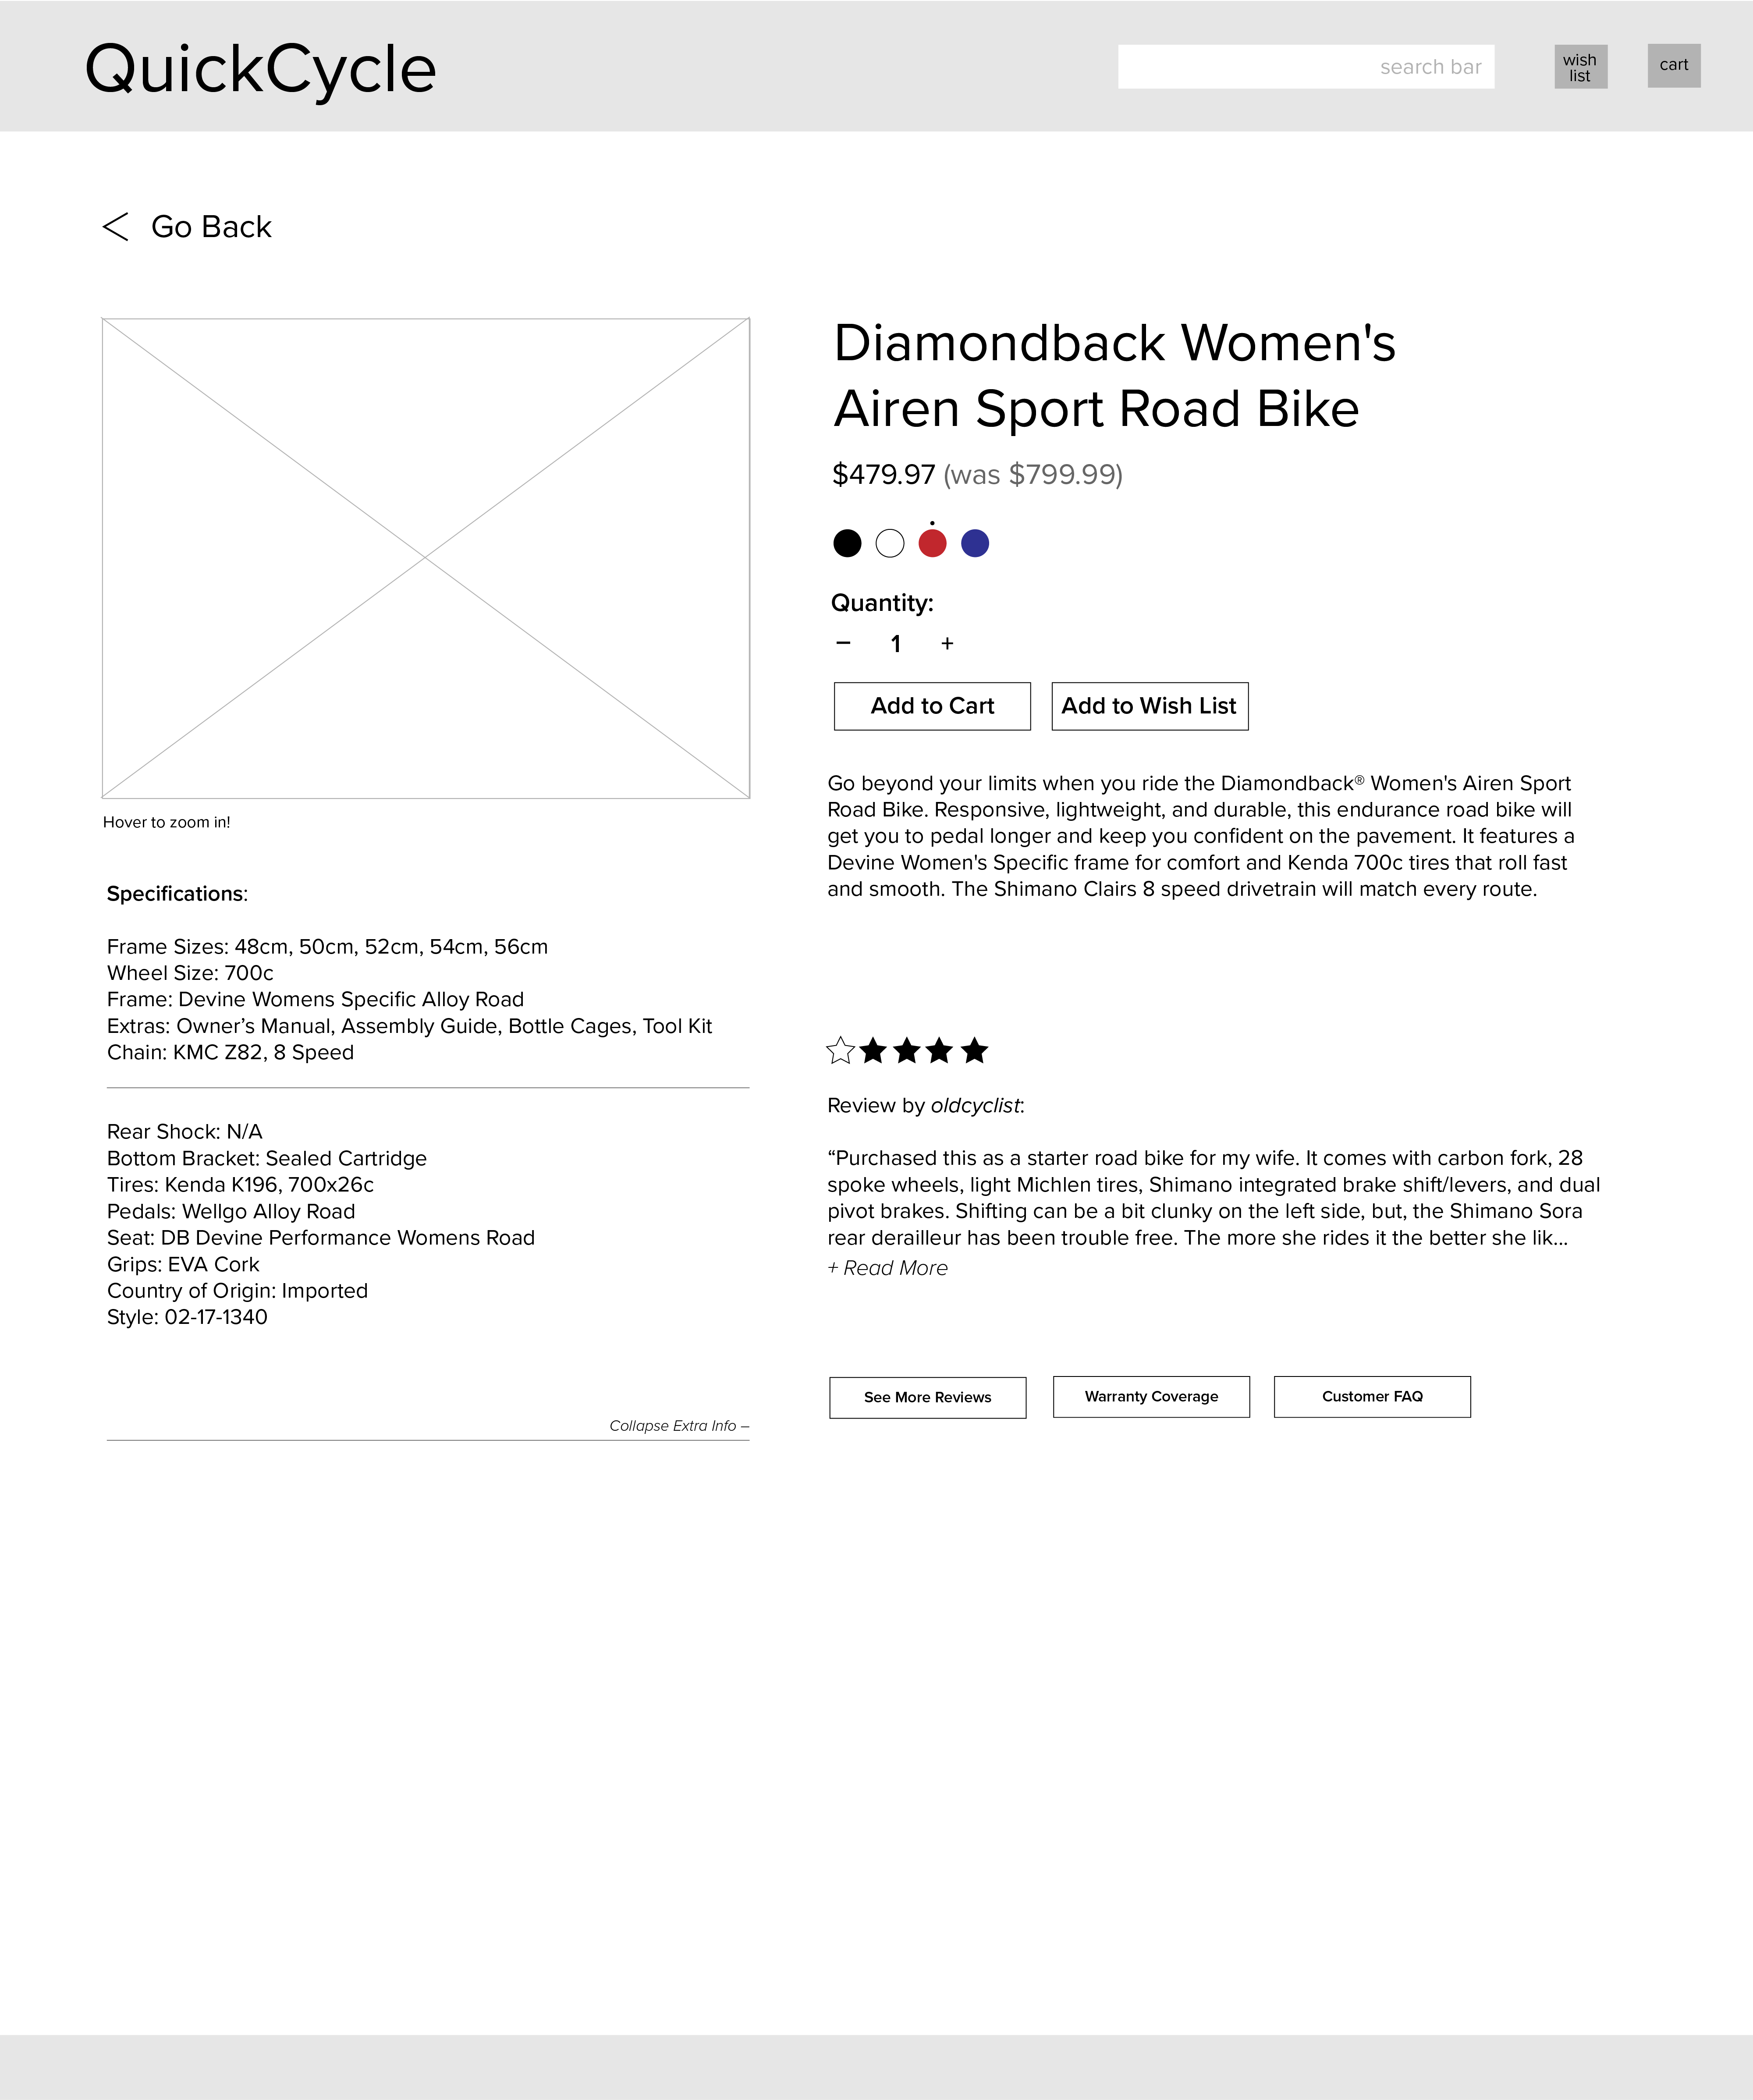 QuickCycle
search bar
wish
list
cart
< Go Back
Diamondback Women's
Airen Sport Road Bike
$479.97 (was $799.99)
Quantity:
– 1 +
Add to Cart
Add to Wish List
Go beyond your limits when you ride the Diamondback® Women's Airen Sport
Road Bike. Responsive, lightweight, and durable, this endurance road bike will
get you to pedal longer and keep you confident on the pavement. It features a
Devine Women's Specific frame for comfort and Kenda 700c tires that roll fast
and smooth. The Shimano Clairs 8 speed drivetrain will match every route.
Hover to zoom in!
Specifications:
Frame Sizes: 48cm, 50cm, 52cm, 54cm, 56cm
Wheel Size: 700c
Frame: Devine Womens Specific Alloy Road
Extras: Owner’s Manual, Assembly Guide, Bottle Cages, Tool Kit
Chain: KMC Z82, 8 Speed
Rear Shock: N/A
Bottom Bracket: Sealed Cartridge
Tires: Kenda K196, 700x26c
Pedals: Wellgo Alloy Road
Seat: DB Devine Performance Womens Road
Grips: EVA Cork
Country of Origin: Imported
Style: 02-17-1340
Collapse Extra Info –
Review by oldcyclist:
“Purchased this as a starter road bike for my wife. It comes with carbon fork, 28
spoke wheels, light Michlen tires, Shimano integrated brake shift/levers, and dual
pivot brakes. Shifting can be a bit clunky on the left side, but, the Shimano Sora
rear derailleur has been trouble free. The more she rides it the better she lik...
+ Read More
See More Reviews
Warranty Coverage
Customer FAQ